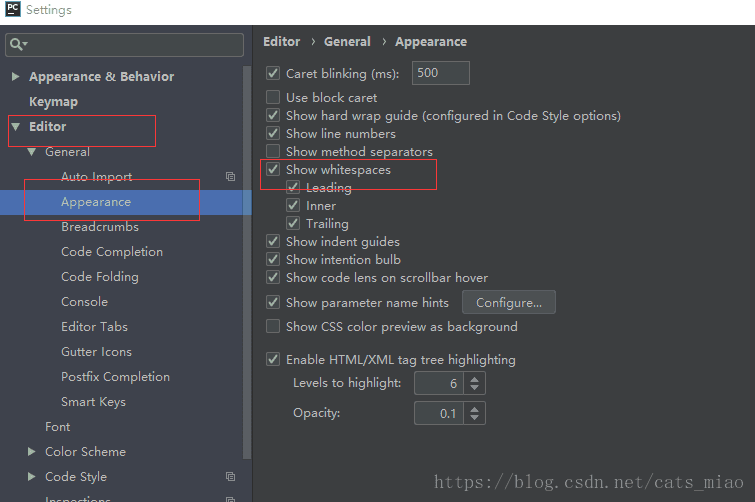 PC Settings
Appearance & Behavior
Keymap
Editor
General
Auto Import
Appearance
Breadcrumbs
Code Completion
Code Folding
Console
Editor Tabs
Gutter Icons
Postfix Completion
Smart Keys
Font
Color Scheme
Code Style
Inspections
Editor › General › Appearance
Caret blinking (ms): 500
Use block caret
Show hard wrap guide (configured in Code Style options)
Show line numbers
Show method separators
Show whitespaces
Leading
Inner
Trailing
Show indent guides
Show intention bulb
Show code lens on scrollbar hover
Show parameter name hints Configure...
Show CSS color preview as background
Enable HTML/XML tag tree highlighting
Levels to highlight: 6
Opacity: 0.1
https://blog.csdn.net/cats_miao